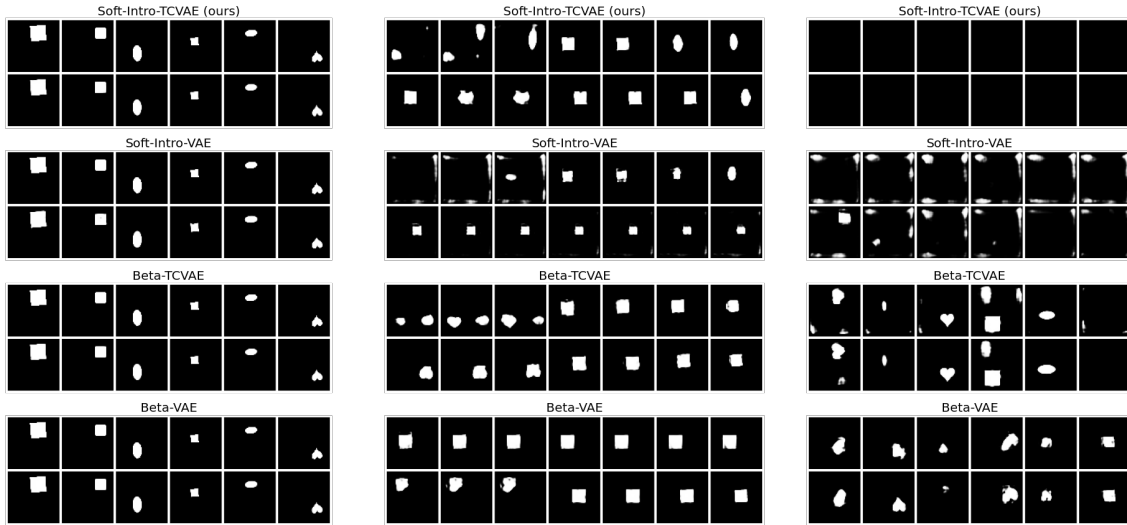 Soft-Intro-TCVAE (ours)
Soft-Intro-TCVAE (ours)
Soft-Intro-TCVAE (ours)
Soft-Intro-VAE
Soft-Intro-VAE
Soft-Intro-VAE
Beta-TCVAE
Beta-TCVAE
Beta-TCVAE
Beta-VAE
Beta-VAE
Beta-VAE